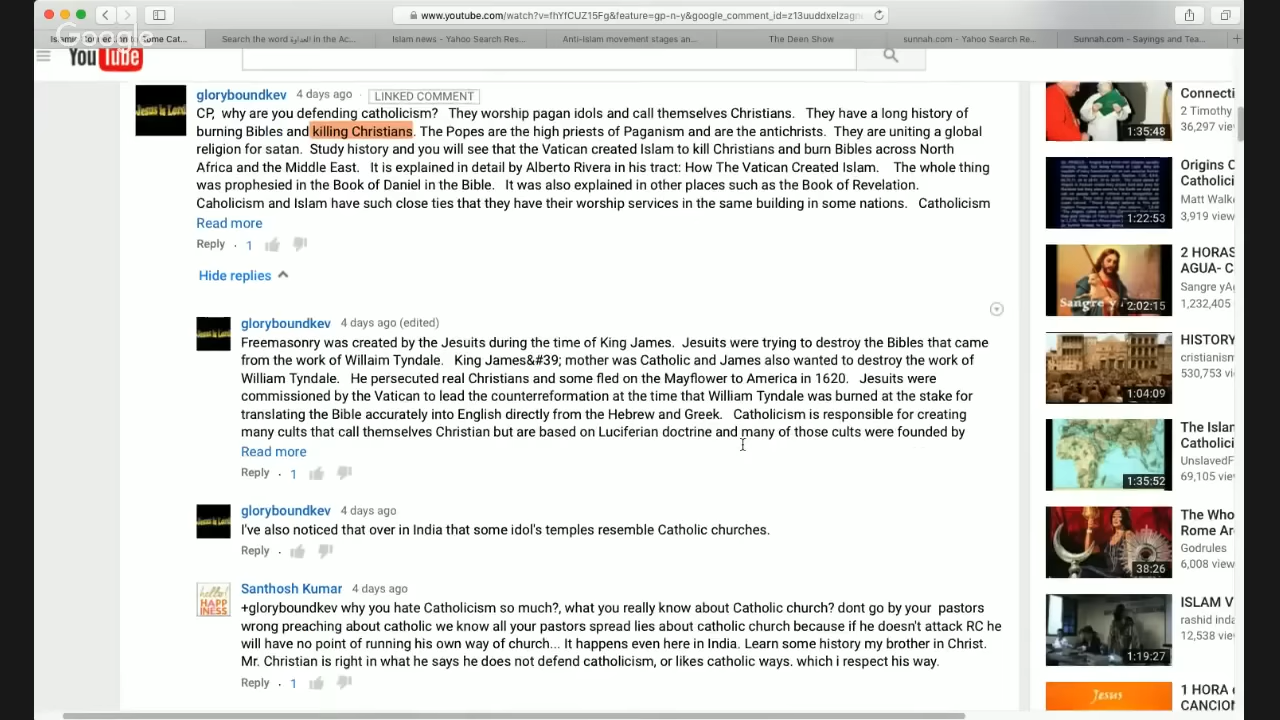 www.youtube.com/watch?v=fhYfCUZ15Fg&feature=gp-n-y&google_comment_id=z13uuddxelzagn
Google
Search the word العداوة in the Ac...
Islam news - Yahoo Search Res...
Anti-Islam movement stages an...
The Deen Show
sunnah.com - Yahoo Search Re...
Sunnah.com - Sayings and Tea...
YouTube
Jesus is Lord
gloryboundkev 4 days ago · LINKED COMMENT
CP, why are you defending catholicism? They worship pagan idols and call themselves Christians. They have a long history of
burning Bibles and killing Christians. The Popes are the high priests of Paganism and are the antichrists. They are uniting a global
religion for satan. Study history and you will see that the Vatican created Islam to kill Christians and burn Bibles across North
Africa and the Middle East. It is explained in detail by Alberto Rivera in his tract: How The Vatican Created Islam. The whole thing
was prophesied in the Book of Daniel in the Bible. It was also explained in other places such as the Book of Revelation.
Catholicism and Islam have such close ties that they have their worship services in the same building in some nations. Catholicism
Read more
Reply · 1
Hide replies
Jesus is Lord
gloryboundkev 4 days ago (edited)
Freemasonry was created by the Jesuits during the time of King James. Jesuits were trying to destroy the Bibles that came
from the work of Willaim Tyndale. King James&#39; mother was Catholic and James also wanted to destroy the work of
William Tyndale. He persecuted real Christians and some fled on the Mayflower to America in 1620. Jesuits were
commissioned by the Vatican to lead the counterreformation at the time that William Tyndale was burned at the stake for
translating the Bible accurately into English directly from the Hebrew and Greek. Catholicism is responsible for creating
many cults that call themselves Christian but are based on Luciferian doctrine and many of those cults were founded by
Read more
Reply · 1
Jesus is Lord
gloryboundkev 4 days ago
I've also noticed that over in India that some idol's temples resemble Catholic churches.
Reply ·
hello! HAPPINESS
Santhosh Kumar 4 days ago
+gloryboundkev why you hate Catholicism so much?, what you really know about Catholic church? dont go by your pastors
wrong preaching about catholic we know all your pastors spread lies about catholic church because if he doesn't attack RC he
will have no point of running his own way of church... It happens even here in India. Learn some history my brother in Christ.
Mr. Christian is right in what he says he does not defend catholicism, or likes catholic ways. which i respect his way.
Reply · 1
1:35:48
Connecti
2 Timothy
36,297 vie
1:22:53
Origins C
Catholici
Matt Walk
3,919 view
Sangre y
2:02:15
2 HORAS
AGUA- C
Sangre yA
1,232,405
1:04:09
HISTORY
cristianism
530,753 vi
1:35:52
The Islan
Catholici
UnslavedF
69,105 vie
38:26
The Who
Rome Ar
Godrules
6,008 view
1:19:27
ISLAM V
rashid inda
12,538 view
Jesus
1 HORA
CANCION